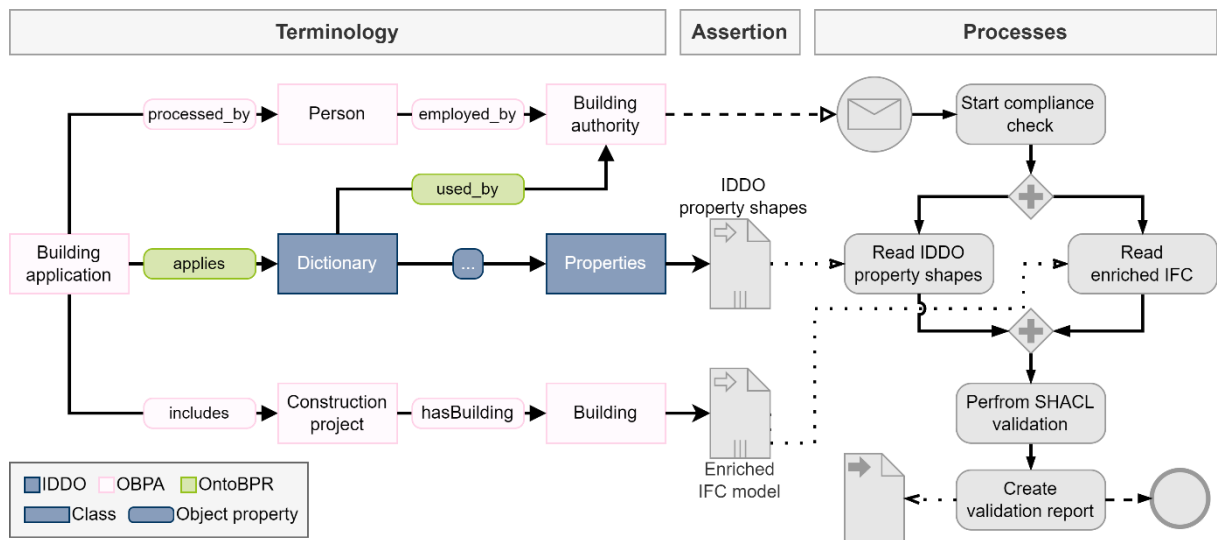 Terminology
Assertion
Processes
processed_by
Person
employed_by
Building
authority
Start compliance
check
used_by
IDDO
property shapes
Building
application
applies
Dictionary
...
Properties
Read IDDO
property shapes
Read
enriched IFC
includes
Construction
project
hasBuilding
Building
Enriched
IFC model
Perfrom SHACL
validation
Create
validation report
IDDO
OBPA
OntoBPR
Class
Object property